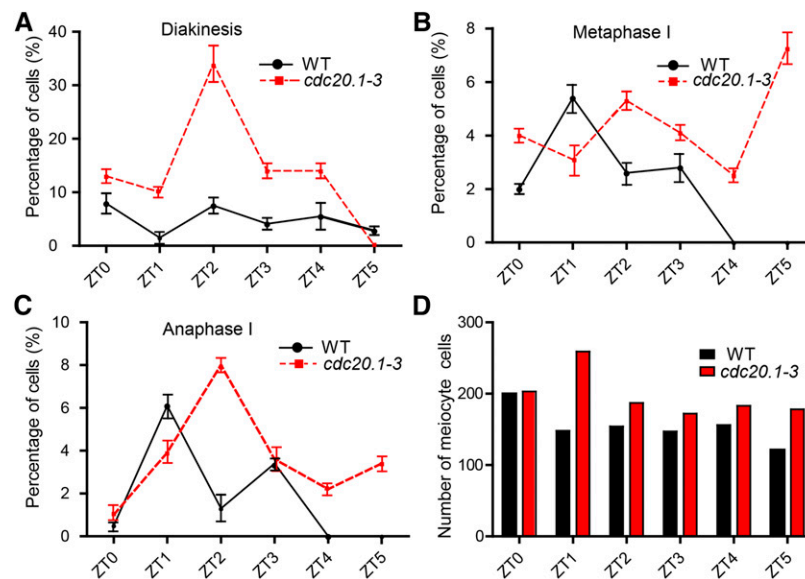 A
Diakinesis
WT
cdc20.1-3
Percentage of cells (%)
40
30
20
10
0
ZT0 ZT1 ZT2 ZT3 ZT4 ZT5
B
Metaphase I
WT
cdc20.1-3
Percentage of cells (%)
8
6
4
2
0
ZT0 ZT1 ZT2 ZT3 ZT4 ZT5
C
Anaphase I
WT
cdc20.1-3
Percentage of cells (%)
10
8
6
4
2
0
ZT0 ZT1 ZT2 ZT3 ZT4 ZT5
D
WT
cdc20.1-3
Number of meiocyte cells
300
200
150
0
ZT0 ZT1 ZT2 ZT3 ZT4 ZT5